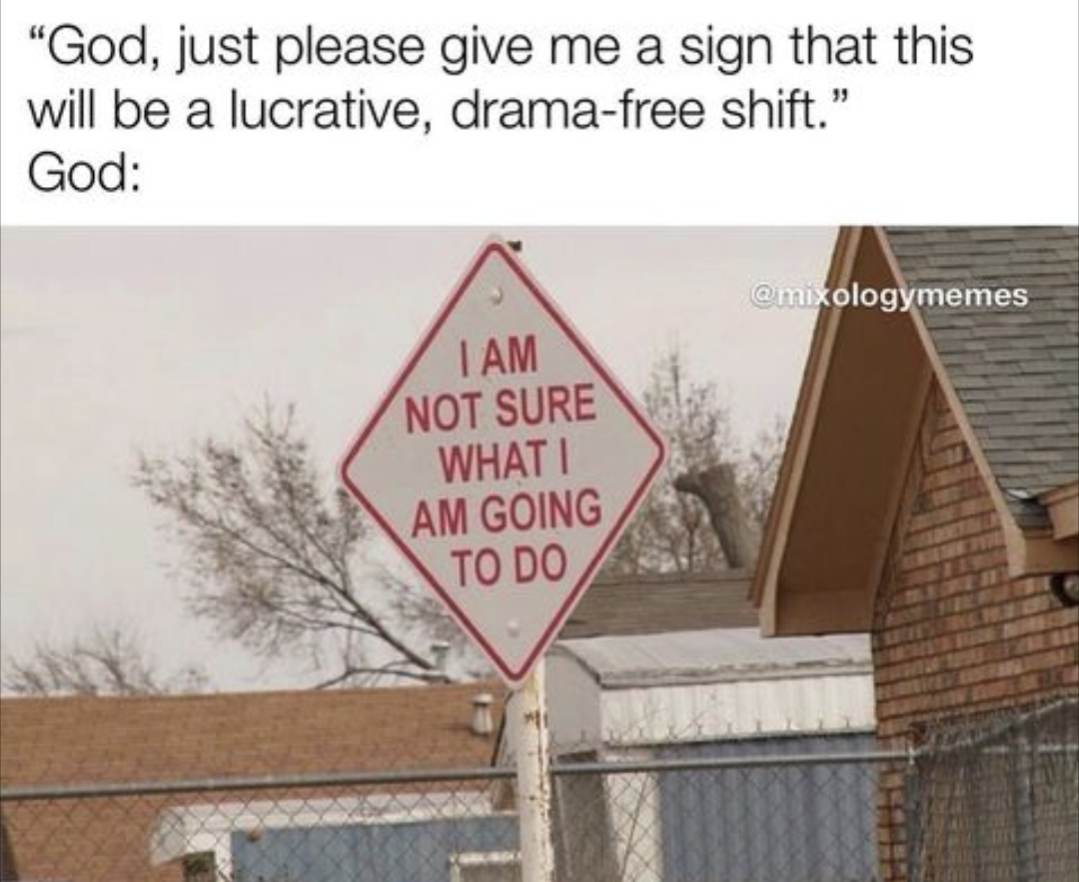 “God, just please give me a sign that this
will be a lucrative, drama-free shift.”
God:
@mixologymemes
I AM
NOT SURE
WHAT I
AM GOING
TO DO